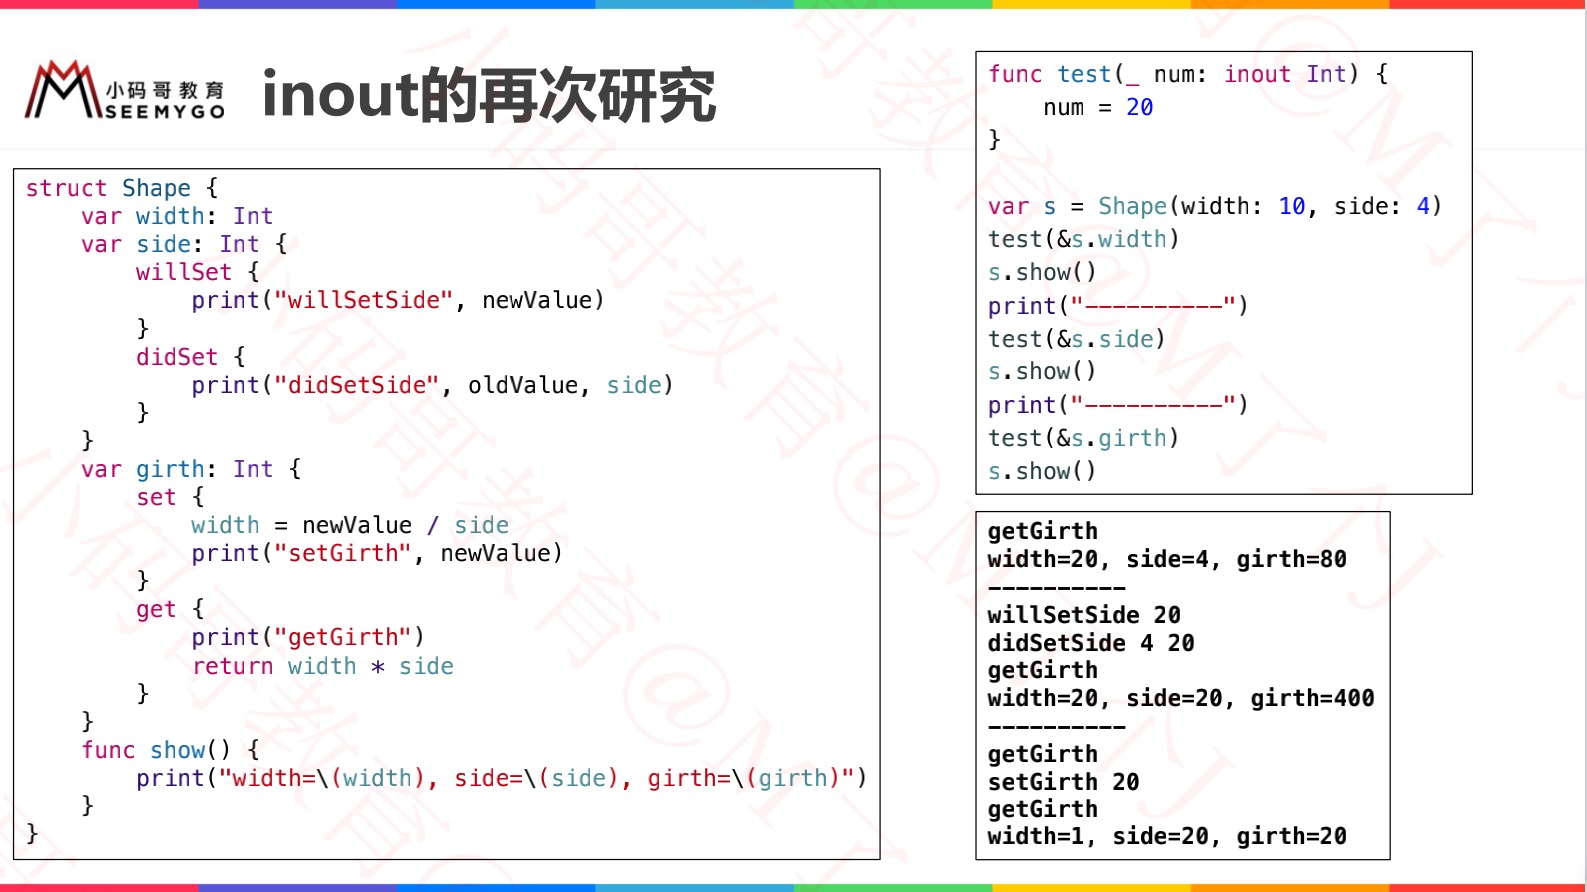 小码哥教育
SEEMYGO
inout的再次研究
struct Shape {
    var width: Int
    var side: Int {
        willSet {
            print("willSetSide", newValue)
        }
        didSet {
            print("didSetSide", oldValue, side)
        }
    }
    var girth: Int {
        set {
            width = newValue / side
            print("setGirth", newValue)
        }
        get {
            print("getGirth")
            return width * side
        }
    }
    func show() {
        print("width=\(width), side=\(side), girth=\(girth)")
    }
}
func test(_ num: inout Int) {
    num = 20
}
var s = Shape(width: 10, side: 4)
test(&s.width)
s.show()
print("----------")
test(&s.side)
s.show()
print("----------")
test(&s.girth)
s.show()
getGirth
width=20, side=4, girth=80
----------
willSetSide 20
didSetSide 4 20
getGirth
width=20, side=20, girth=400
----------
getGirth
setGirth 20
getGirth
width=1, side=20, girth=20